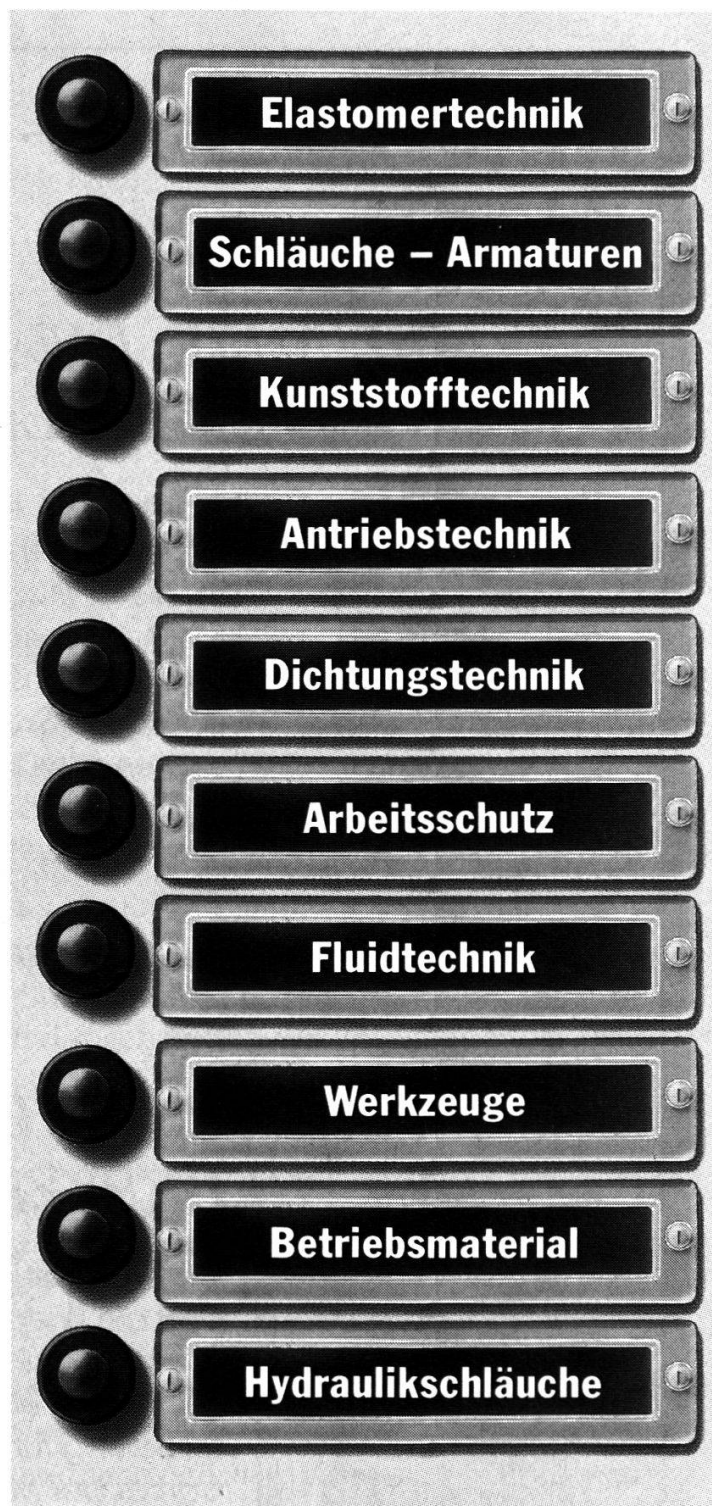 Elastomertechnik
Schläuche – Armaturen
Kunststofftechnik
Antriebstechnik
Dichtungstechnik
Arbeitsschutz
Fluidtechnik
Werkzeuge
Betriebsmaterial
Hydraulikschläuche